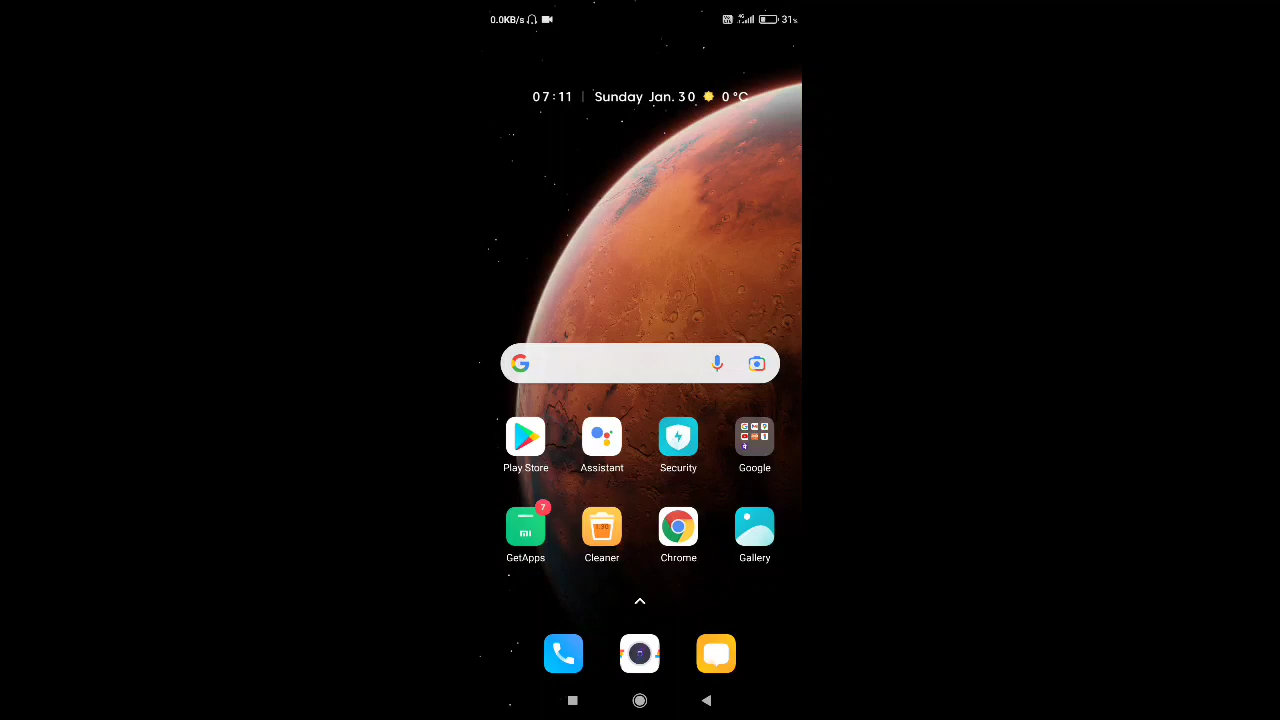 0.0KB/s 4G 31%
07:11 | Sunday Jan. 30 0 °C
Play Store Assistant Security Google
7
GetApps Cleaner Chrome Gallery